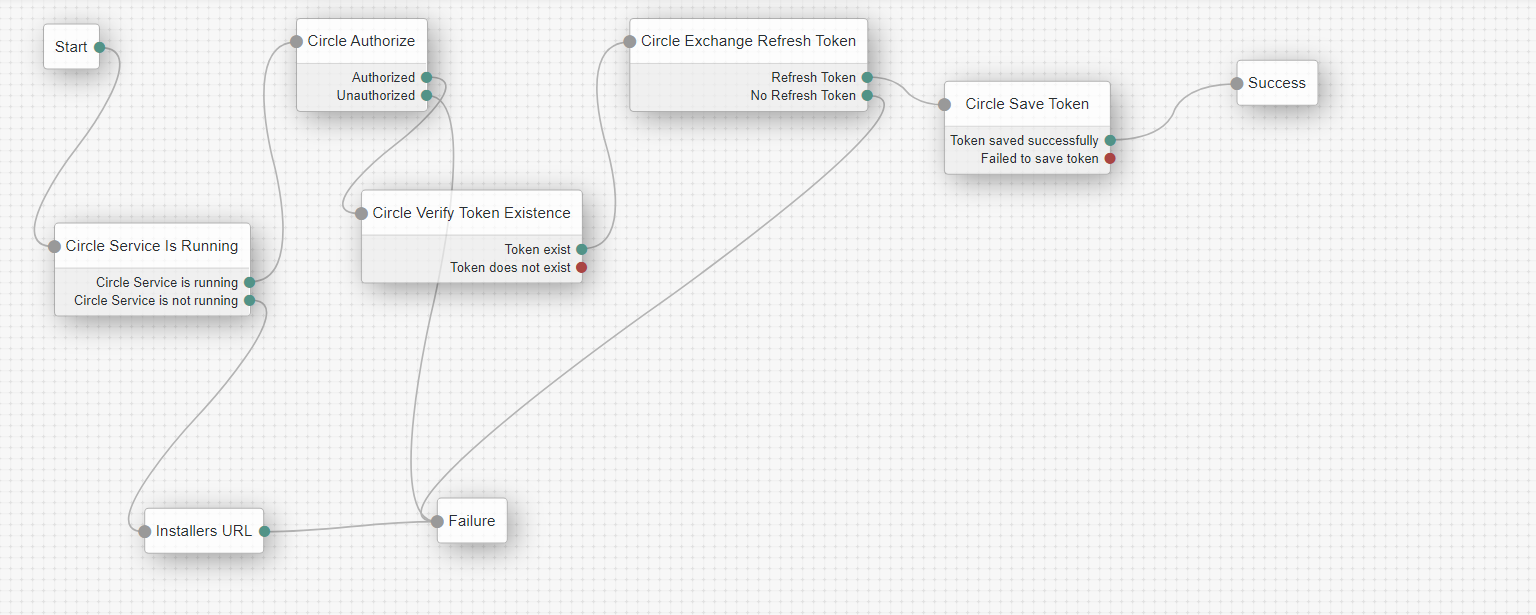 Start
Circle Authorize
Authorized
Unauthorized
Circle Exchange Refresh Token
Refresh Token
No Refresh Token
Circle Save Token
Token saved successfully
Failed to save token
Success
Circle Verify Token Existence
Token exist
Token does not exist
Circle Service Is Running
Circle Service is running
Circle Service is not running
Installers URL
Failure